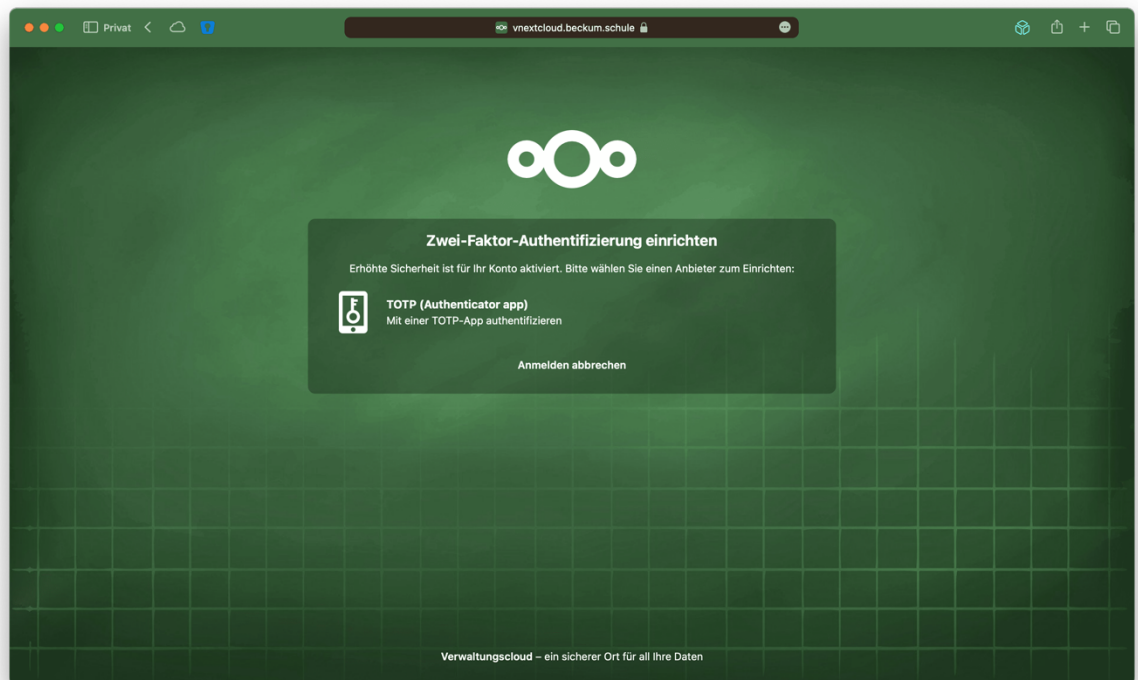 Privat
vnextcloud.beckum.schule
Zwei-Faktor-Authentifizierung einrichten
Erhöhte Sicherheit ist für Ihr Konto aktiviert. Bitte wählen Sie einen Anbieter zum Einrichten:
TOTP (Authenticator app)
Mit einer TOTP-App authentifizieren
Anmelden abbrechen
Verwaltungscloud – ein sicherer Ort für all Ihre Daten